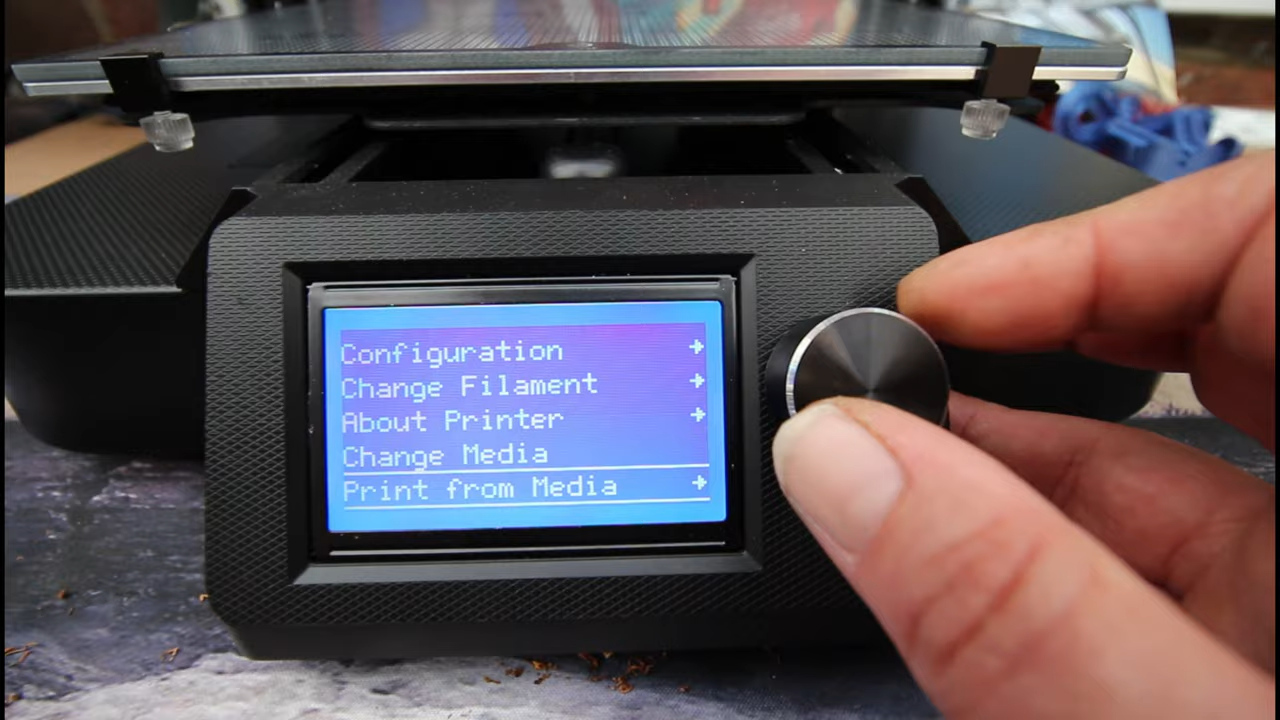 Configuration
Change Filament
About Printer
Change Media
Print from Media